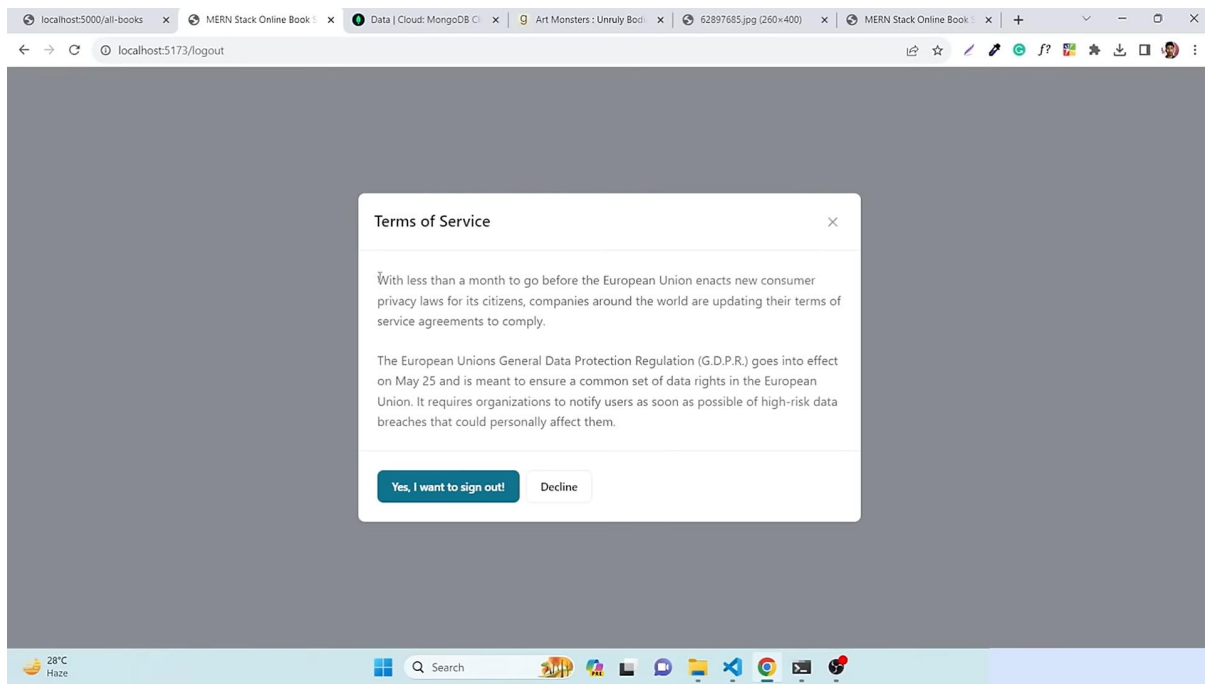 localhost:5000/all-books
MERN Stack Online Book S
Data | Cloud: MongoDB Cl
Art Monsters : Unruly Bodi
62897685.jpg (260×400)
MERN Stack Online Book S
localhost:5173/logout
Terms of Service
With less than a month to go before the European Union enacts new consumer
privacy laws for its citizens, companies around the world are updating their terms of
service agreements to comply.
The European Unions General Data Protection Regulation (G.D.P.R.) goes into effect
on May 25 and is meant to ensure a common set of data rights in the European
Union. It requires organizations to notify users as soon as possible of high-risk data
breaches that could personally affect them.
Yes, I want to sign out!
Decline
28°C
Haze
Search